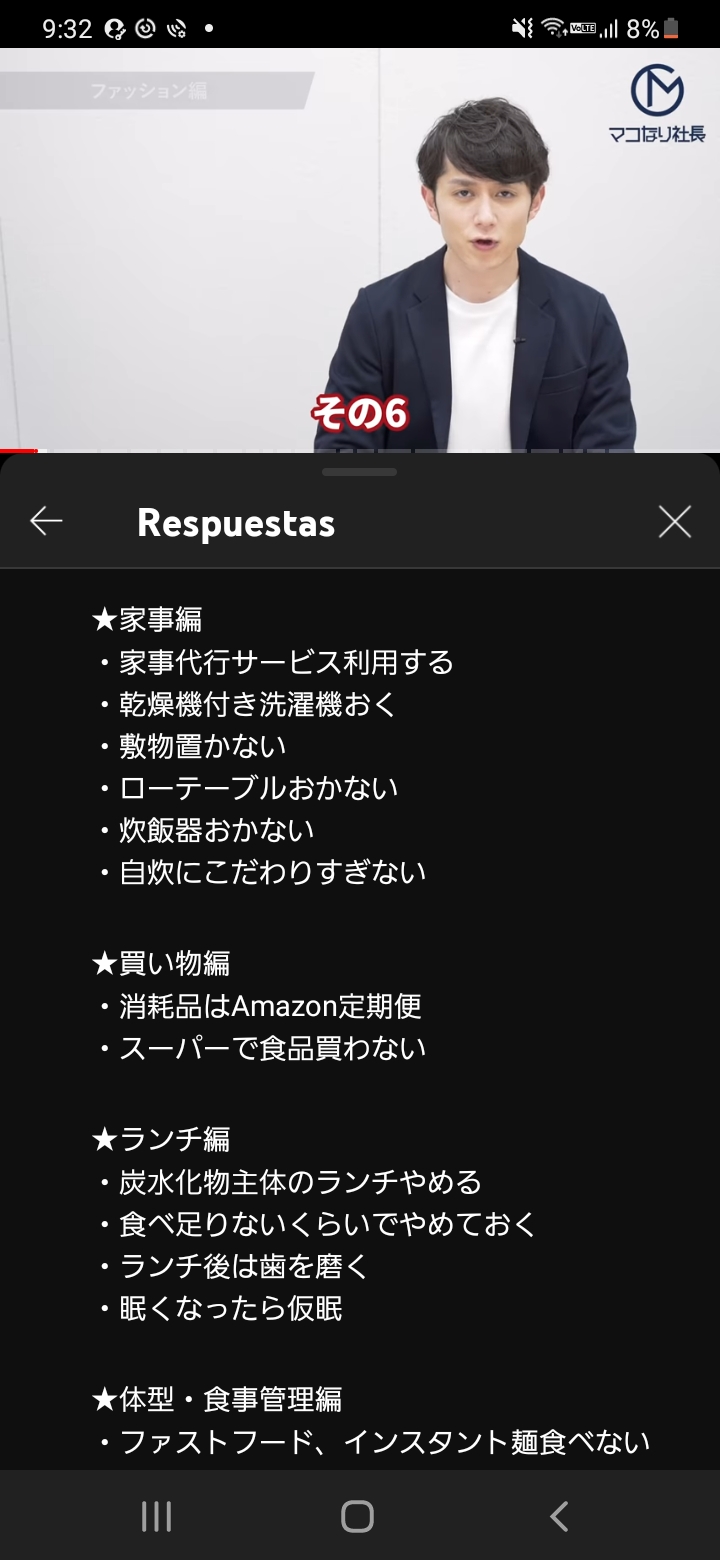 9:32
VoLTE
8%
ファッション編
マコなり社長
その6
Respuestas
★家事編
・家事代行サービス利用する
・乾燥機付き洗濯機おく
・敷物置かない
・ローテーブルおかない
・炊飯器おかない
・自炊にこだわりすぎない
★買い物編
・消耗品はAmazon定期便
・スーパーで食品買わない
★ランチ編
・炭水化物主体のランチやめる
・食べ足りないくらいでやめておく
・ランチ後は歯を磨く
・眠くなったら仮眠
★体型・食事管理編
・ファストフード、インスタント麺食べない